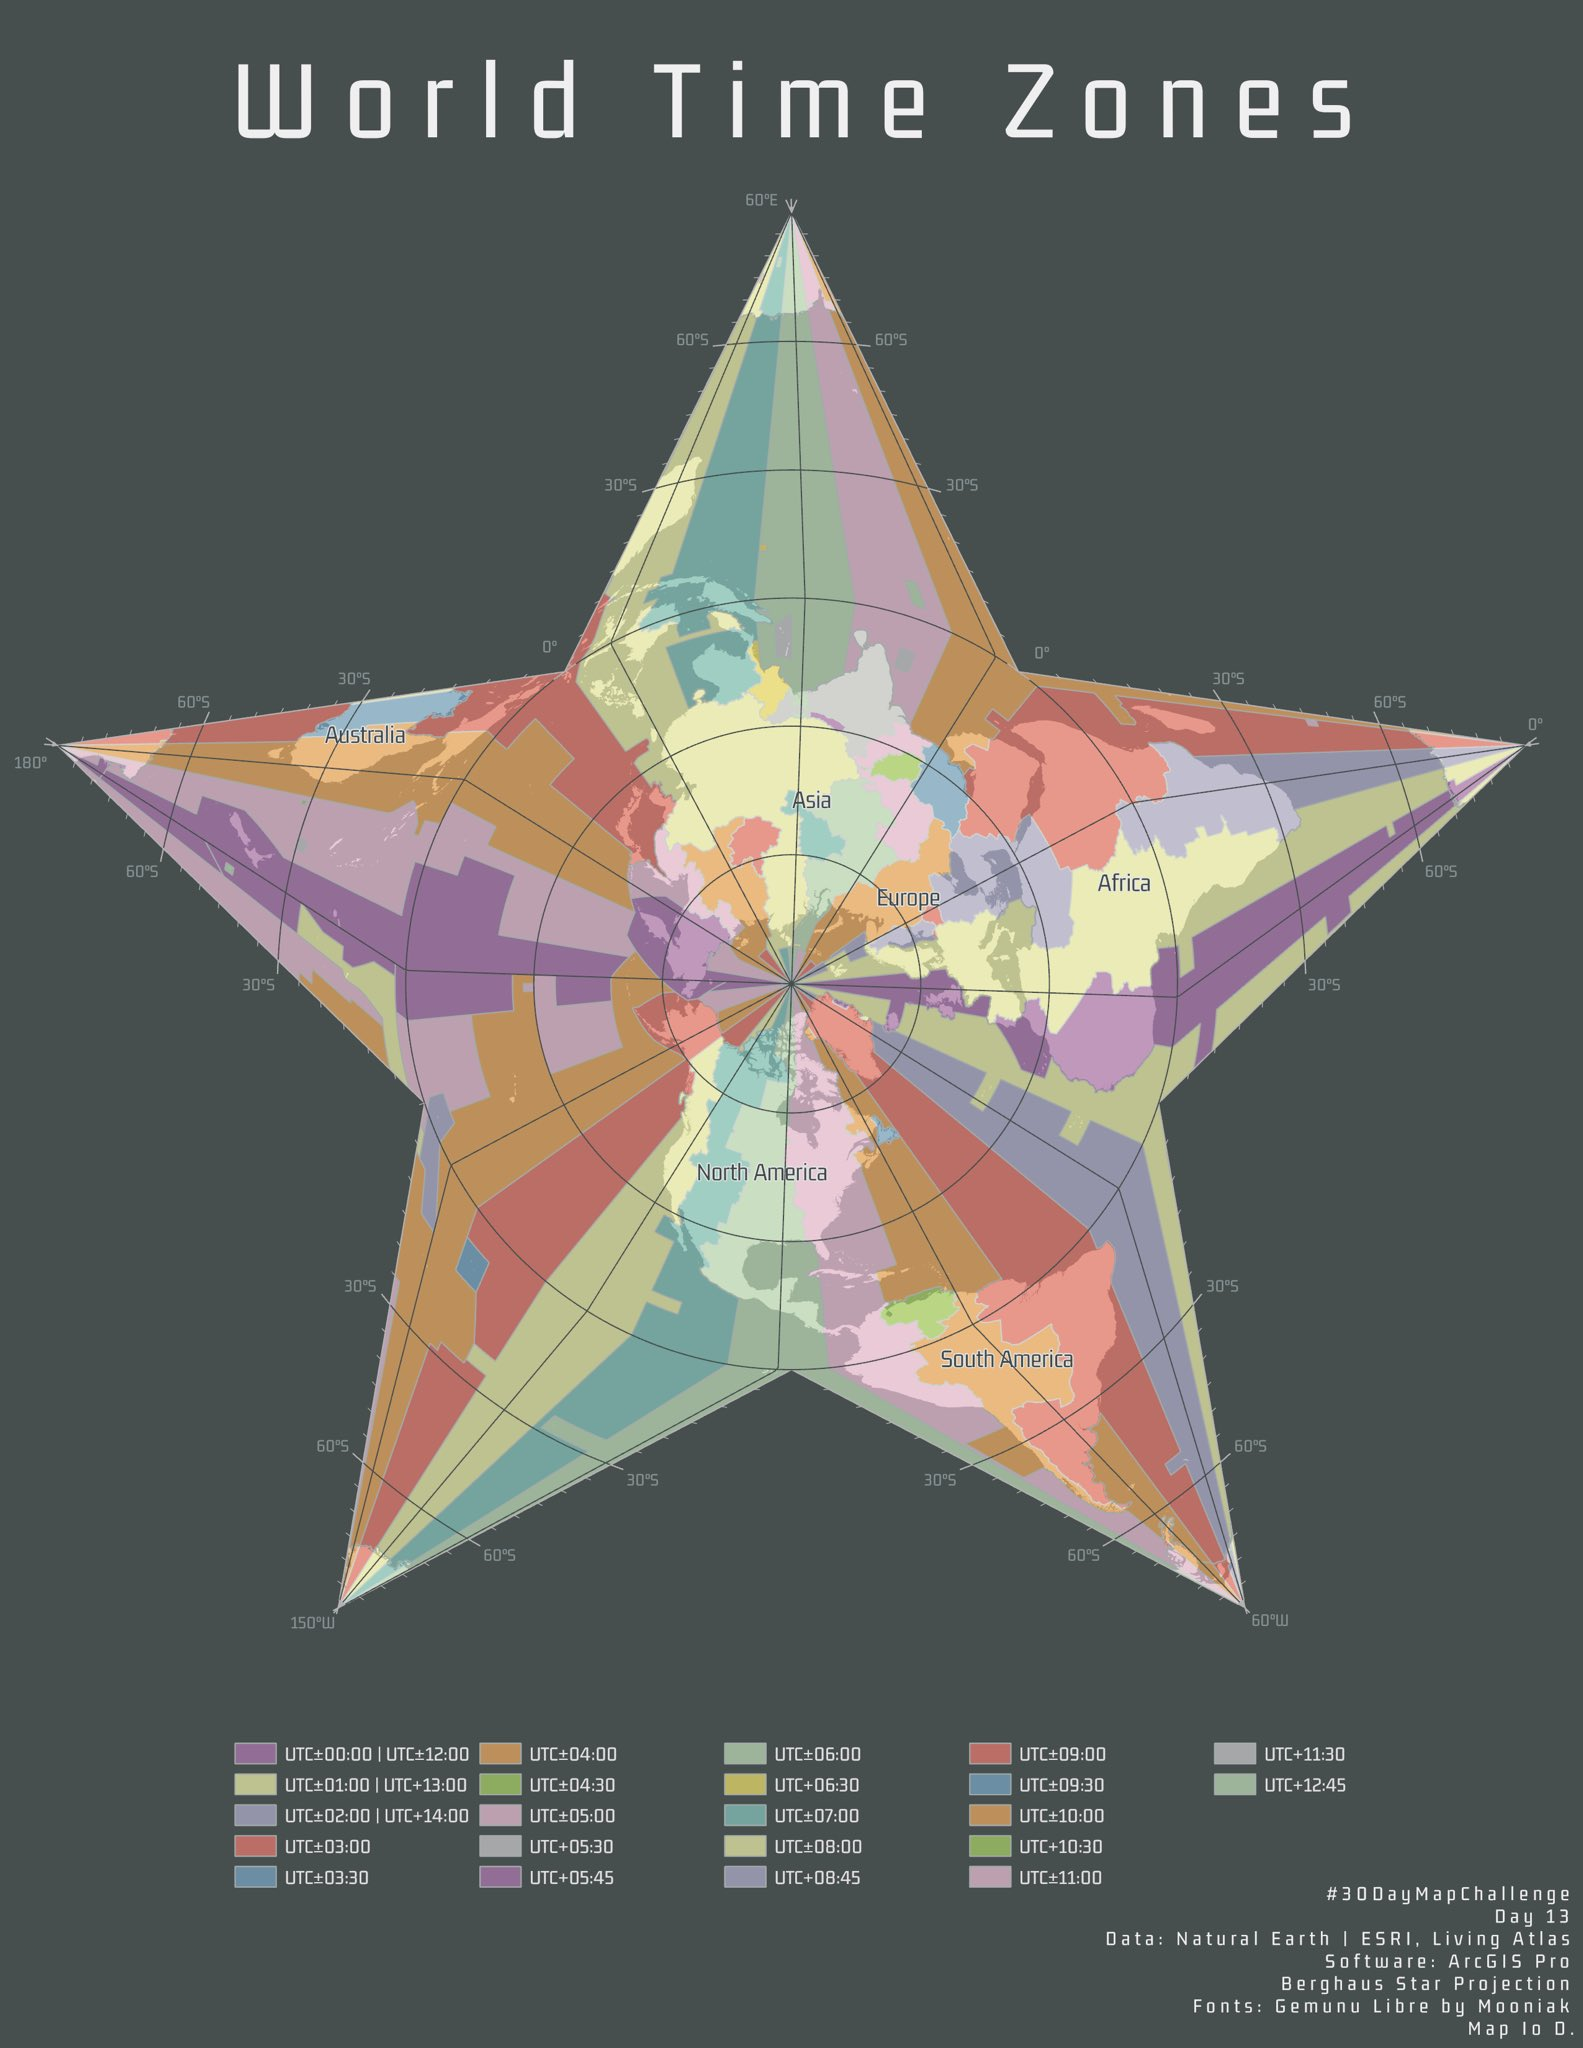 World Time Zones
60°E
60°S
60°S
30°S
30°S
0°
0°
30°S
30°S
60°S
60°S
0°
Australia
180°
Asia
60°S
60°S
Africa
Europe
30°S
30°S
North America
30°S
30°S
South America
60°S
60°S
30°S
30°S
60°S
60°S
150°W
60°W
UTC±00:00 | UTC±12:00
UTC±01:00 | UTC+13:00
UTC±02:00 | UTC+14:00
UTC±03:00
UTC±03:30
UTC±04:00
UTC±04:30
UTC±05:00
UTC+05:30
UTC+05:45
UTC±06:00
UTC+06:30
UTC±07:00
UTC±08:00
UTC+08:45
UTC±09:00
UTC±09:30
UTC±10:00
UTC+10:30
UTC±11:00
UTC+11:30
UTC+12:45
#30DayMapChallenge
Day 13
Data: Natural Earth | ESRI, Living Atlas
Software: ArcGIS Pro
Berghaus Star Projection
Fonts: Gemunu Libre by Mooniak
Map Io D.